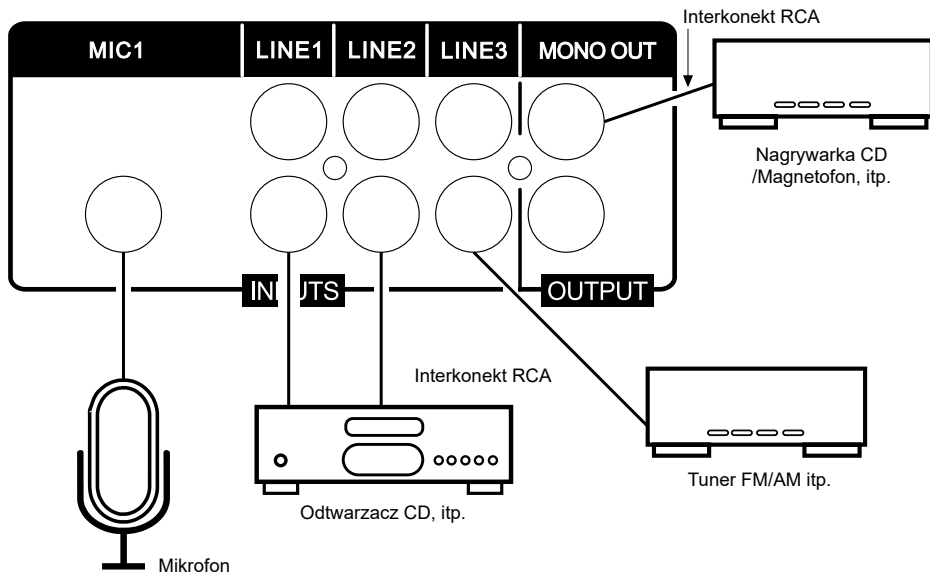 Interkonekt RCA
MIC1 LINE1 LINE2 LINE3 MONO OUT
Nagrywarka CD
/Magnetofon, itp.
OUTPUT
Interkonekt RCA
Tuner FM/AM itp.
Odtwarzacz CD, itp.
Mikrofon